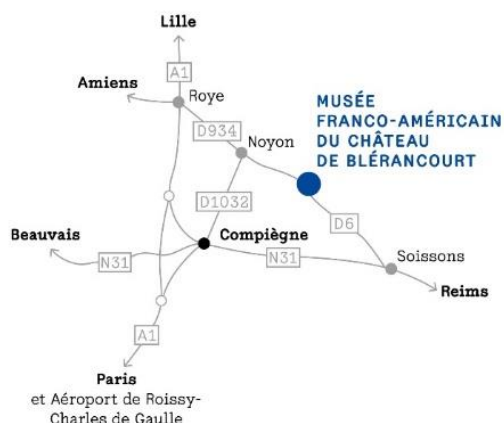 Lille
A1
Amiens
Roye
MUSÉE
FRANCO-AMÉRICAIN
DU CHÂTEAU
DE BLÉRANCOURT
D934
Noyon
D1032
D6
Beauvais
Compiègne
N31
N31
Soissons
Reims
A1
Paris
et Aéroport de Roissy-
Charles de Gaulle